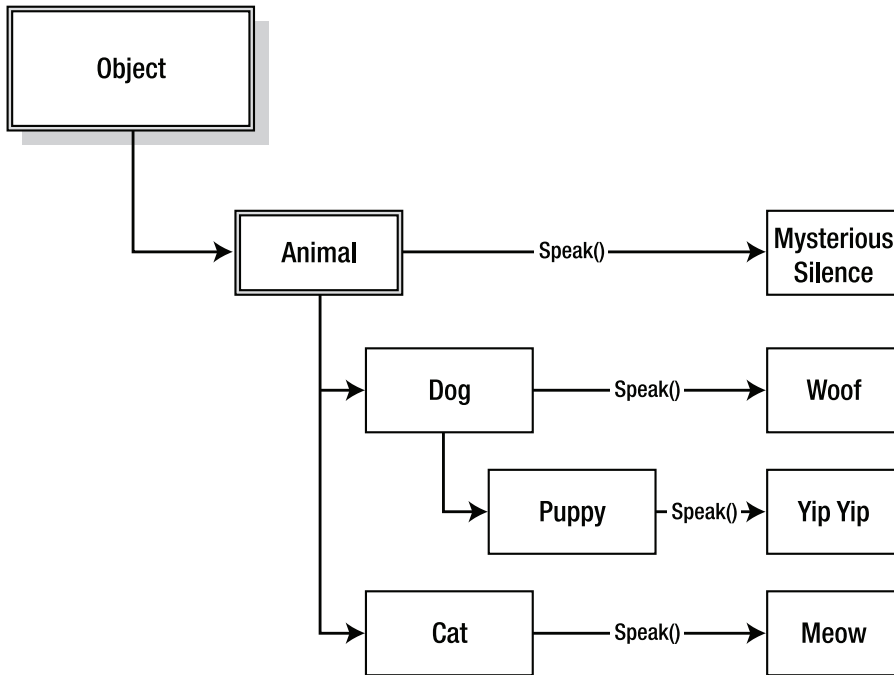 Object
Animal
Speak()
Mysterious
Silence
Dog
Speak()
Woof
Puppy
Speak()
Yip Yip
Cat
Speak()
Meow